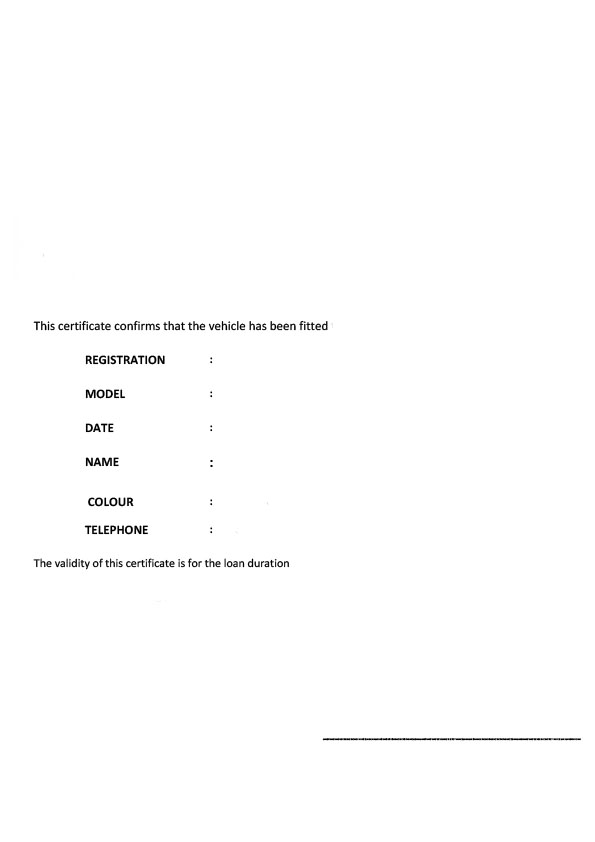 This certificate confirms that the vehicle has been fitted
REGISTRATION :
MODEL :
DATE :
NAME :
COLOUR :
TELEPHONE :
The validity of this certificate is for the loan duration